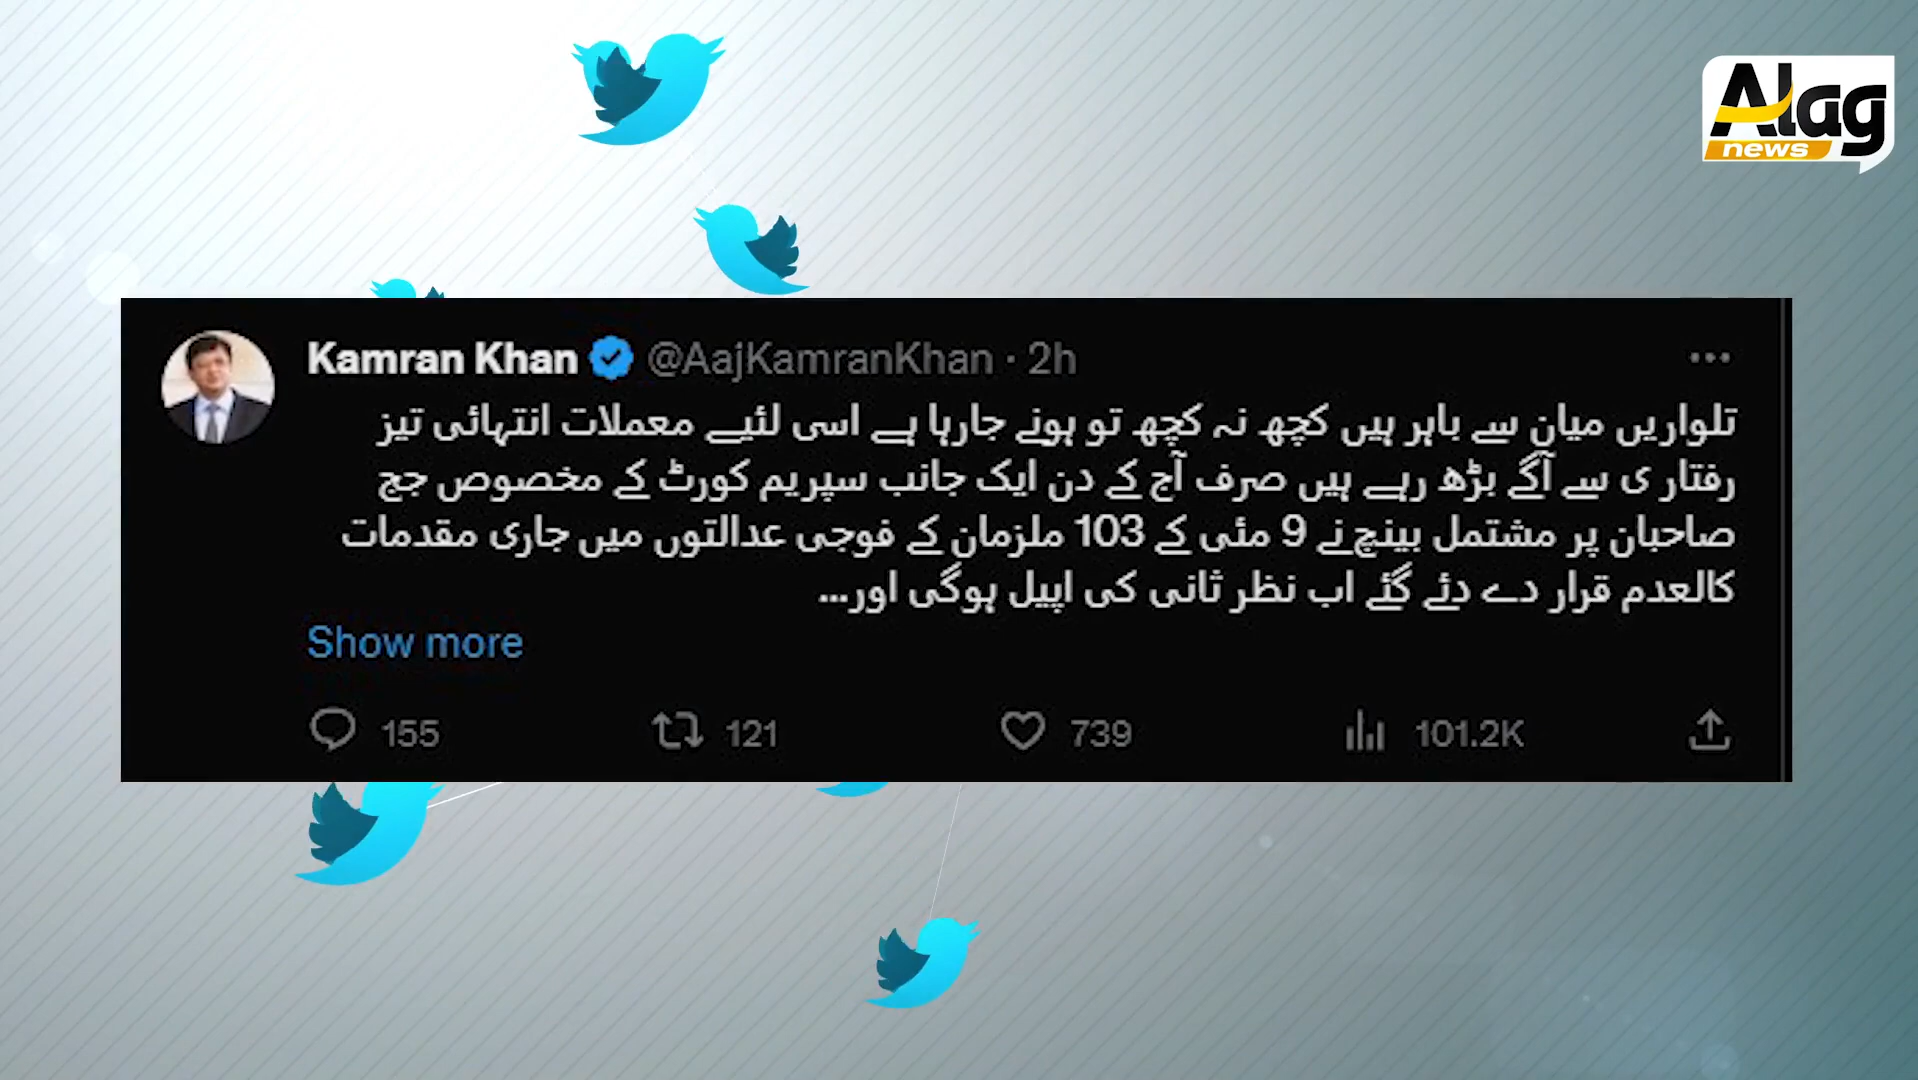 Alag
news
Kamran Khan @AajKamranKhan · 2h
تلواریں میان سے باہر ہیں کچھ نہ کچھ تو ہونے جارہا ہے اسی لئیے معملات انتہائی تیز
رفتار ی سے آگے بڑھ رہے ہیں صرف آج کے دن ایک جانب سپریم کورٹ کے مخصوص جج
صاحبان پر مشتمل بینچ نے 9 مئی کے 103 ملزمان کے فوجی عدالتوں میں جاری مقدمات
کالعدم قرار دے دئے گئے اب نظر ثانی کی اپیل ہوگی اور...
Show more
155 121 739 101.2K